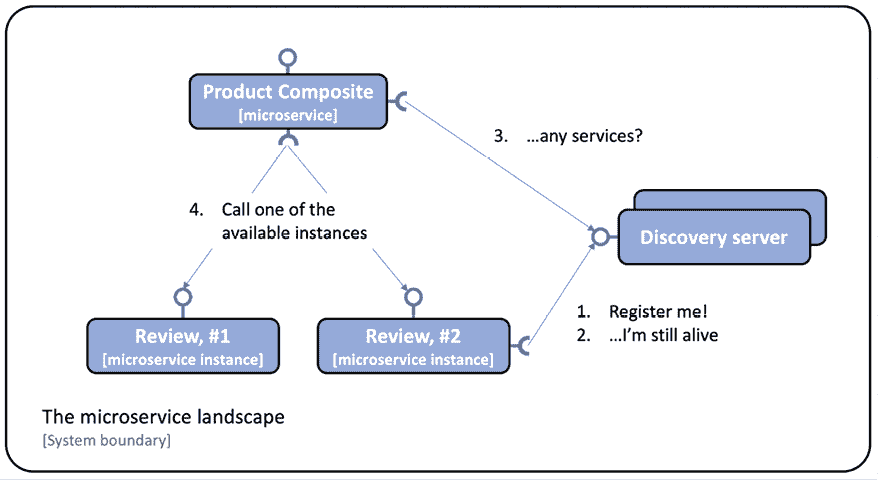 Product Composite
[microservice]
3. ...any services?
4. Call one of the
available instances
Discovery server
1. Register me!
2. ...I'm still alive
Review, #1
[microservice instance]
Review, #2
[microservice instance]
The microservice landscape
[System boundary]